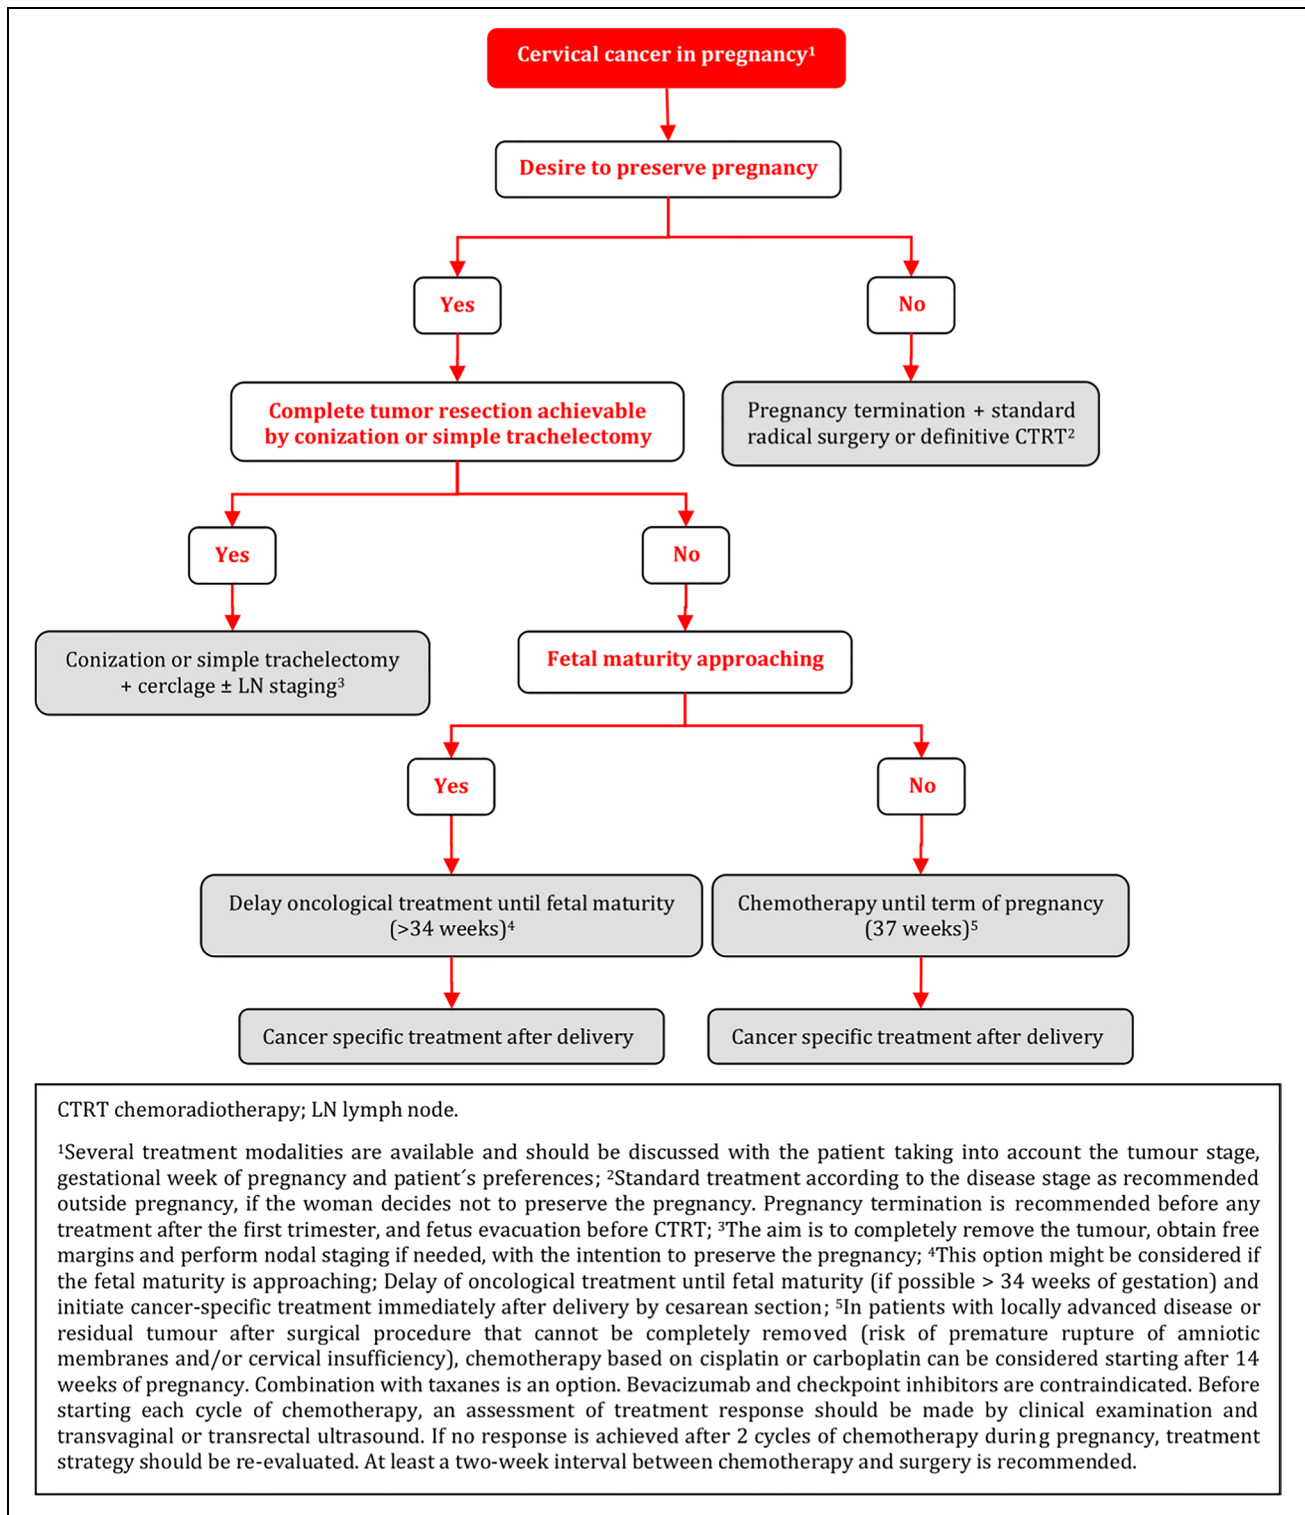 Cervical cancer in pregnancy¹
Desire to preserve pregnancy
Yes
No
Complete tumor resection achievable
by conization or simple trachelectomy
Pregnancy termination + standard
radical surgery or definitive CTRT²
Yes
No
Conization or simple trachelectomy
+ cerclage ± LN staging³
Fetal maturity approaching
Yes
No
Delay oncological treatment until fetal maturity
(>34 weeks)⁴
Chemotherapy until term of pregnancy
(37 weeks)⁵
Cancer specific treatment after delivery
Cancer specific treatment after delivery
CTRT chemoradiotherapy; LN lymph node.
¹Several treatment modalities are available and should be discussed with the patient taking into account the tumour stage,
gestational week of pregnancy and patient´s preferences; ²Standard treatment according to the disease stage as recommended
outside pregnancy, if the woman decides not to preserve the pregnancy. Pregnancy termination is recommended before any
treatment after the first trimester, and fetus evacuation before CTRT; ³The aim is to completely remove the tumour, obtain free
margins and perform nodal staging if needed, with the intention to preserve the pregnancy; ⁴This option might be considered if
the fetal maturity is approaching; Delay of oncological treatment until fetal maturity (if possible > 34 weeks of gestation) and
initiate cancer-specific treatment immediately after delivery by cesarean section; ⁵In patients with locally advanced disease or
residual tumour after surgical procedure that cannot be completely removed (risk of premature rupture of amniotic
membranes and/or cervical insufficiency), chemotherapy based on cisplatin or carboplatin can be considered starting after 14
weeks of pregnancy. Combination with taxanes is an option. Bevacizumab and checkpoint inhibitors are contraindicated. Before
starting each cycle of chemotherapy, an assessment of treatment response should be made by clinical examination and
transvaginal or transrectal ultrasound. If no response is achieved after 2 cycles of chemotherapy during pregnancy, treatment
strategy should be re-evaluated. At least a two-week interval between chemotherapy and surgery is recommended.